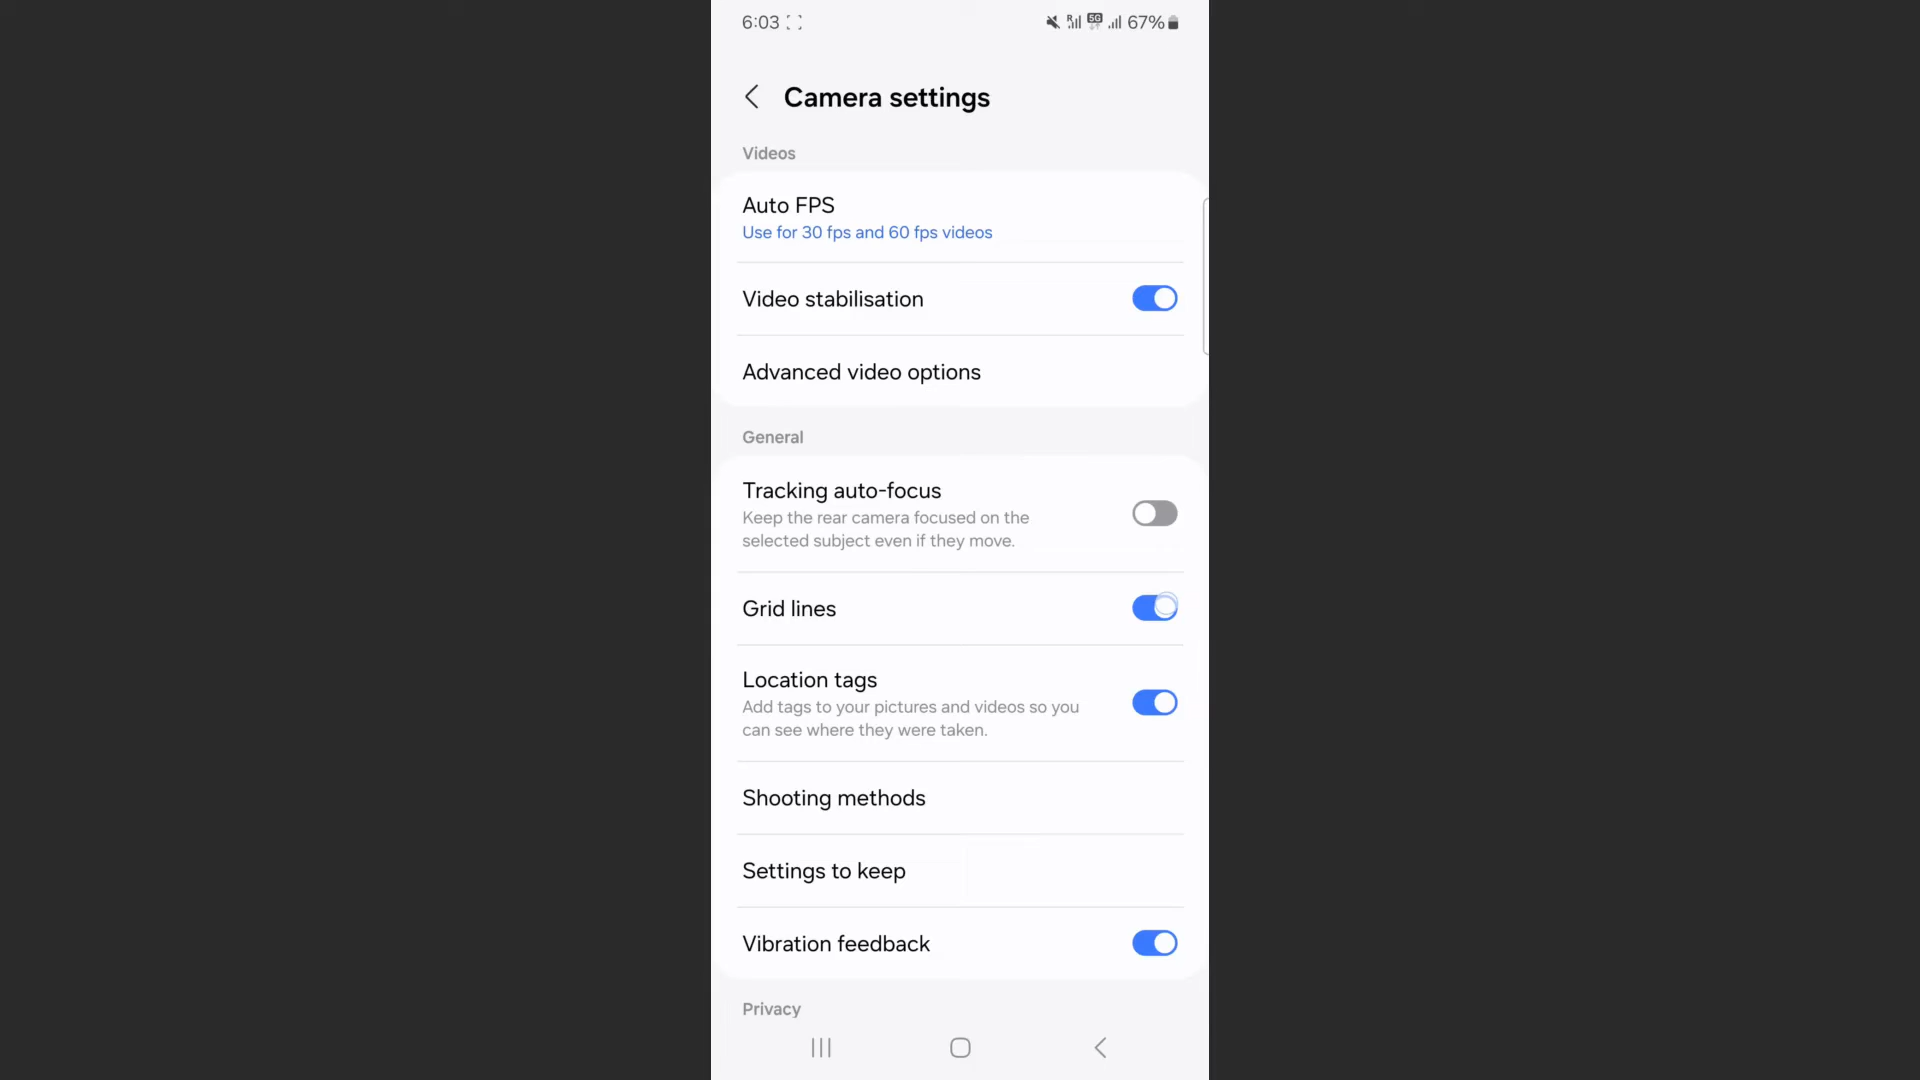 6:03
5G 67%
Camera settings
Videos
Auto FPS
Use for 30 fps and 60 fps videos
Video stabilisation
Advanced video options
General
Tracking auto-focus
Keep the rear camera focused on the
selected subject even if they move.
Grid lines
Location tags
Add tags to your pictures and videos so you
can see where they were taken.
Shooting methods
Settings to keep
Vibration feedback
Privacy